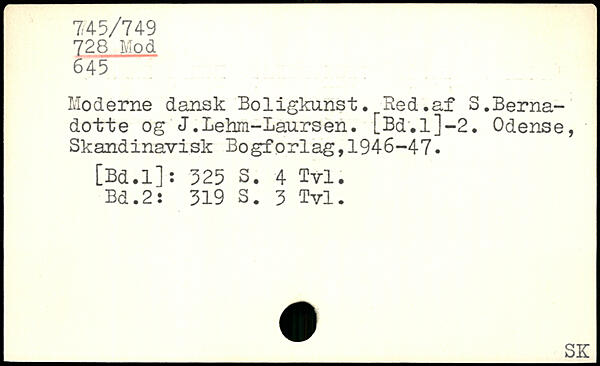 745/749
728 Mod
645
Moderne dansk Boligkunst. Red.af S.Berna-
dotte og J.Lehm-Laursen. [Bd.1]-2. Odense,
Skandinavisk Bogforlag,1946-47.
[Bd.1]: 325 S. 4 Tvl.
Bd.2: 319 S. 3 Tvl.
SK